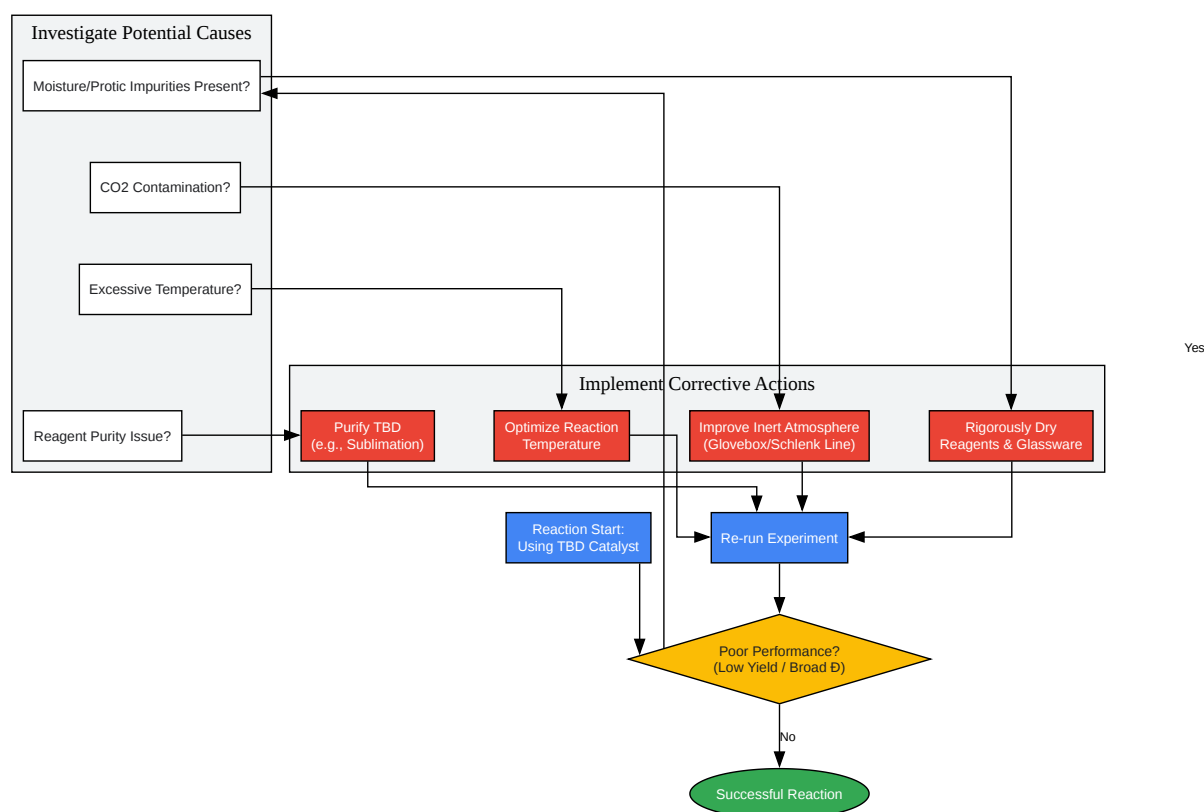 Investigate Potential Causes
Moisture/Protic Impurities Present?
CO2 Contamination?
Excessive Temperature?
Yes
Implement Corrective Actions
Reagent Purity Issue?
Purify TBD
(e.g., Sublimation)
Optimize Reaction
Temperature
Improve Inert Atmosphere
(Glovebox/Schlenk Line)
Rigorously Dry
Reagents & Glassware
Reaction Start:
Using TBD Catalyst
Re-run Experiment
Poor Performance?
(Low Yield / Broad Đ)
No
Successful Reaction